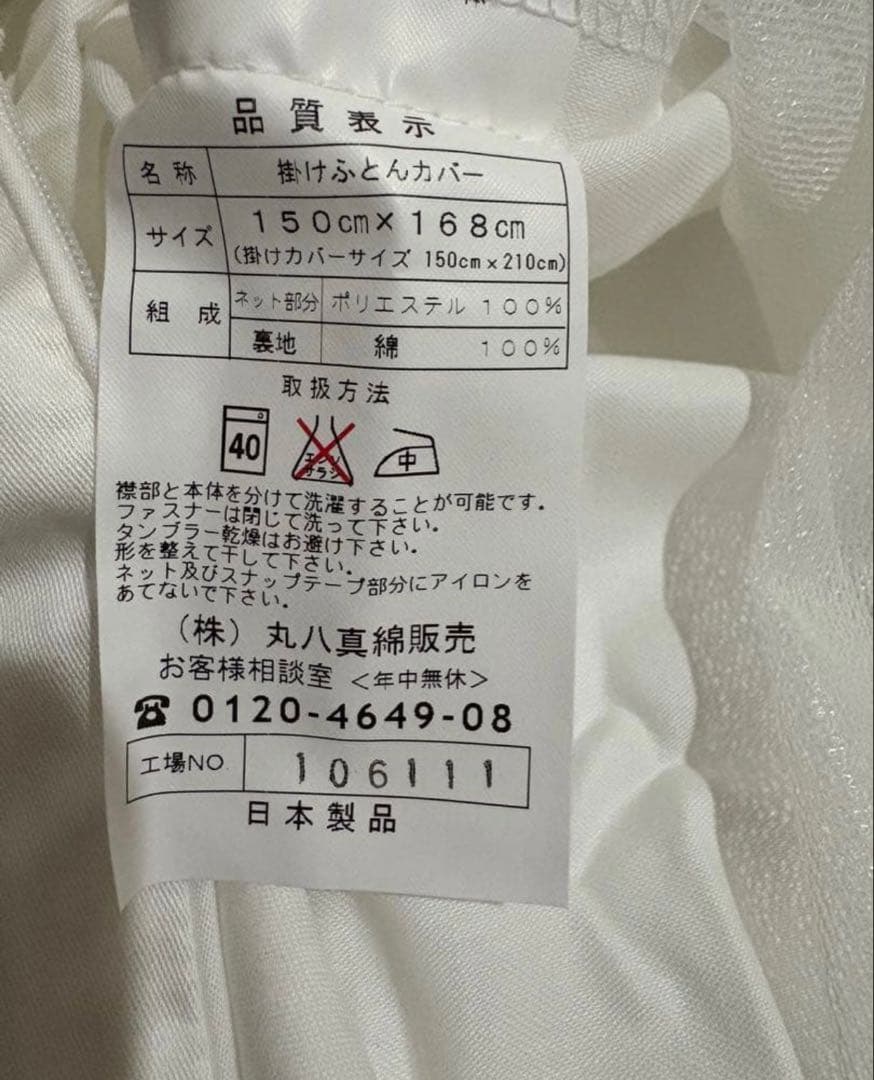 品質表示
名称 掛けふとんカバー
サイズ 150cm×168cm
(掛けカバーサイズ 150cm×210cm)
組成 ネット部分 ポリエステル 100%
裏地 綿 100%
取扱方法
40 エンソ サラシ 中
襟部と本体を分けて洗濯することが可能です。
ファスナーは閉じて洗って下さい。
タンブラー乾燥はお避け下さい。
形を整えて干して下さい。
ネット及びスナップテープ部分にアイロンを
あてないで下さい。
(株)丸八真綿販売
お客様相談室 <年中無休>
☎ 0120-4649-08
工場NO. 106111
日本製品